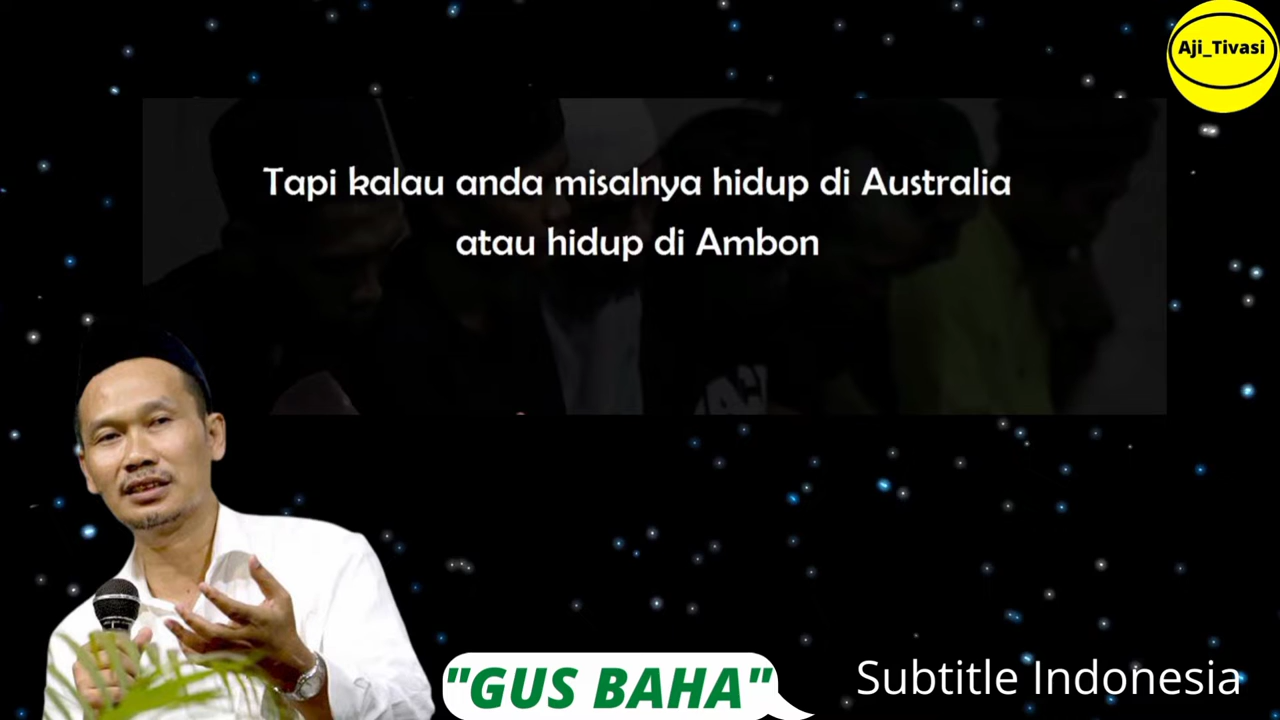 Aji_Tivasi
Tapi kalau anda misalnya hidup di Australia
atau hidup di Ambon
"GUS BAHA"
Subtitle Indonesia